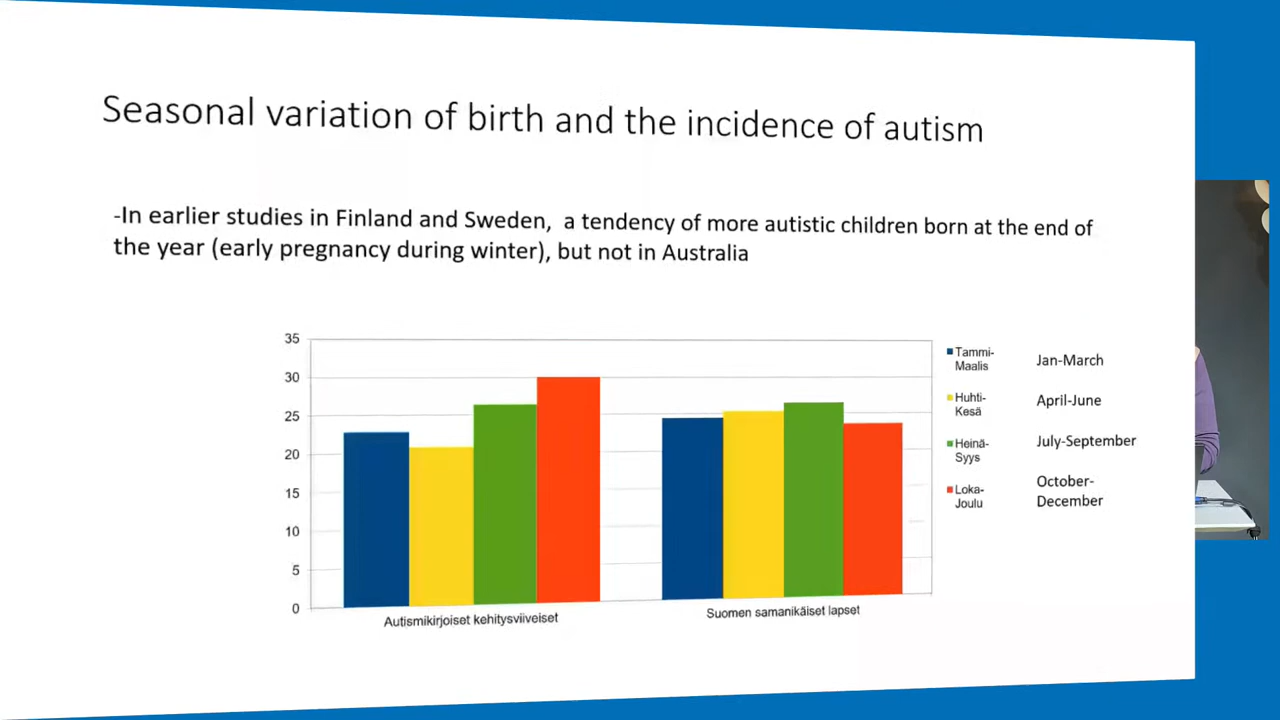 Seasonal variation of birth and the incidence of autism
-In earlier studies in Finland and Sweden, a tendency of more autistic children born at the end of
the year (early pregnancy during winter), but not in Australia
35
30
25
20
15
10
5
0
Autismikirjoiset kehitysviiveiset
Suomen samanikäiset lapset
Tammi-
Maalis
Jan-March
Huhti-
Kesä
April-June
Heinä-
Syys
July-September
Loka-
Joulu
October-
December